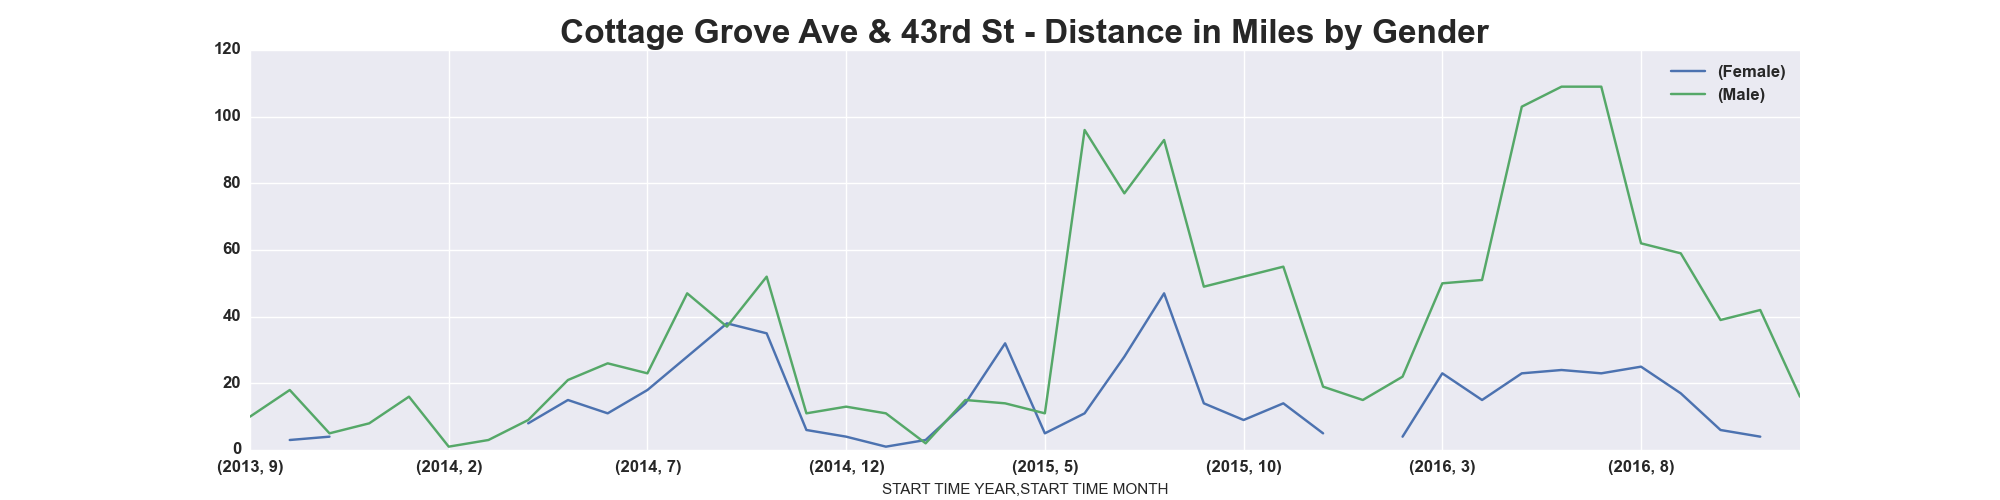 Cottage Grove Ave & 43rd St - Distance in Miles by Gender
120
100
80
60
40
20
0
(Female)
(Male)
(2013, 9) (2014, 2) (2014, 7) (2014, 12) (2015, 5) (2015, 10) (2016, 3) (2016, 8)
START TIME YEAR,START TIME MONTH